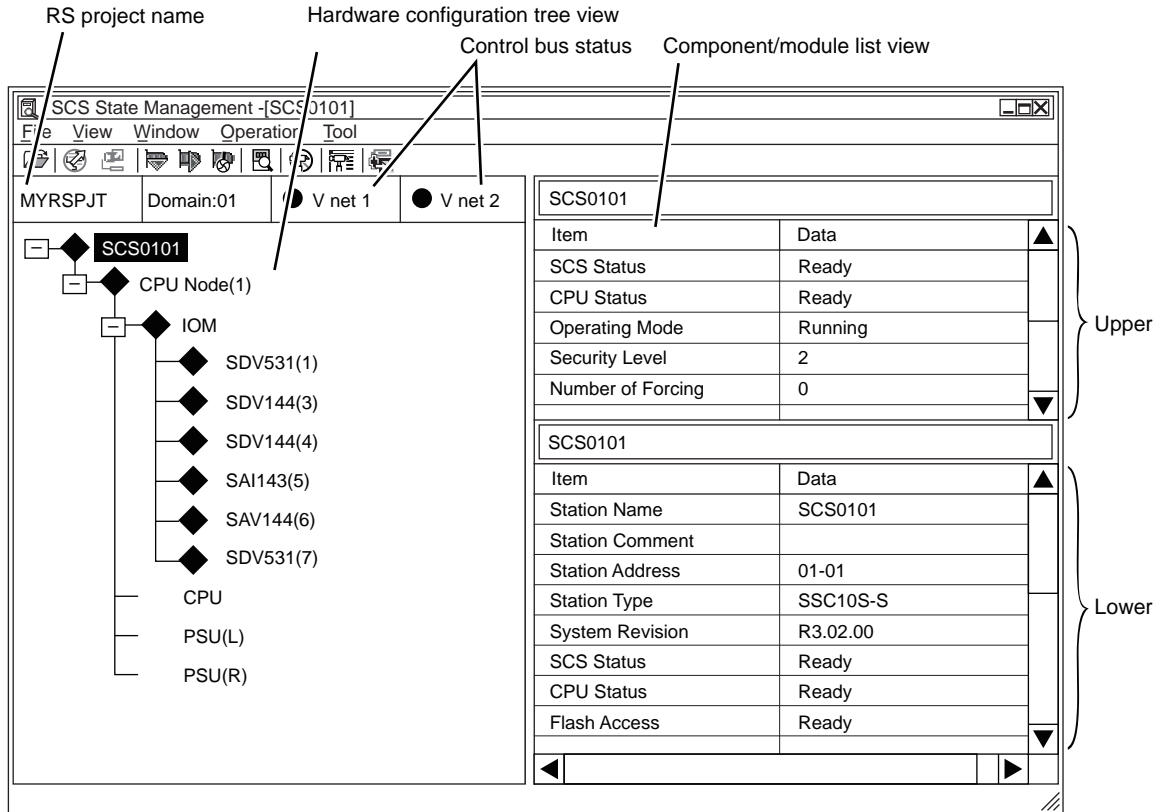 RS project name
Hardware configuration tree view
Control bus status
Component/module list view
SCS State Management -[SCS0101]
File View Window Operation Tool
MYRSPJT
Domain:01
V net 1
V net 2
SCS0101
CPU Node(1)
IOM
SDV531(1)
SDV144(3)
SDV144(4)
SAI143(5)
SAV144(6)
SDV531(7)
CPU
PSU(L)
PSU(R)
SCS0101
Item Data
SCS Status Ready
CPU Status Ready
Operating Mode Running
Security Level 2
Number of Forcing 0
Upper
SCS0101
Item Data
Station Name SCS0101
Station Comment
Station Address 01-01
Station Type SSC10S-S
System Revision R3.02.00
SCS Status Ready
CPU Status Ready
Flash Access Ready
Lower